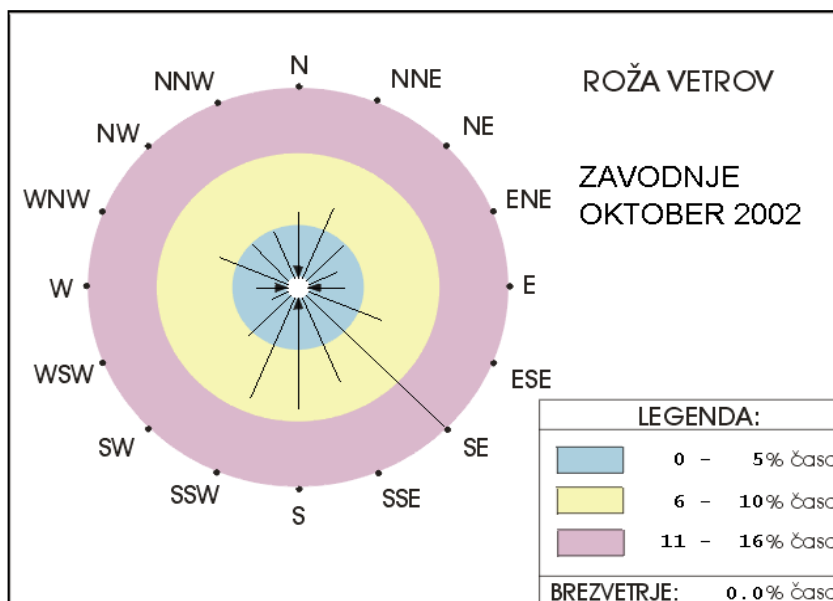 ROŽA VETROV
ZAVODNJE
OKTOBER 2002
N
NNE
NE
ENE
E
ESE
SE
SSE
S
SSW
SW
WSW
W
WNW
NW
NNW
LEGENDA:
0 - 5% časa
6 - 10% časa
11 - 16% časa
BREZVETRJE: 0.0% časa